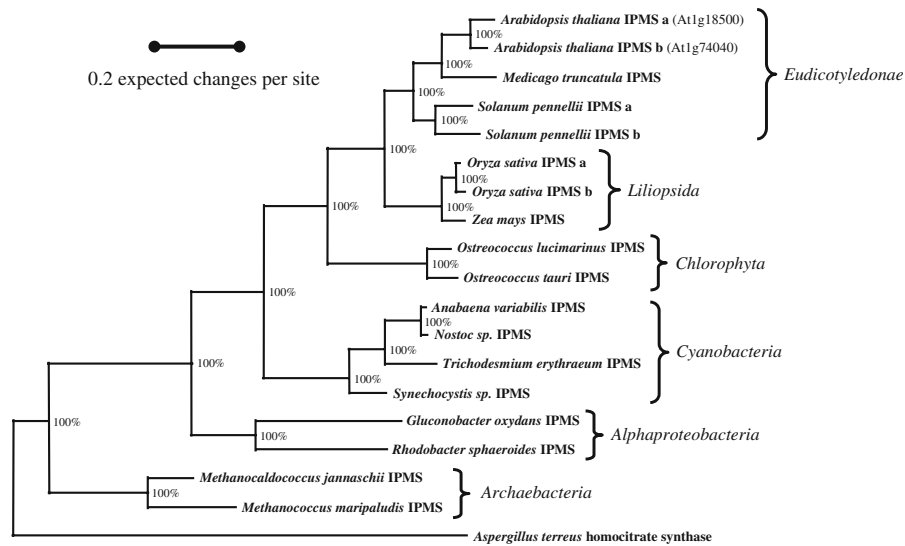 Arabidopsis thaliana IPMS a (At1g18500)
100%
Arabidopsis thaliana IPMS b (At1g74040)
0.2 expected changes per site
100%
Medicago truncatula IPMS
Eudicotyledonae
100%
Solanum pennellii IPMS a
100%
Solanum pennellii IPMS b
100%
Oryza sativa IPMS a
100%
Oryza sativa IPMS b
Liliopsida
100%
100%
Zea mays IPMS
Ostreococcus lucimarinus IPMS
100%
Ostreococcus tauri IPMS
Chlorophyta
100%
Anabaena variabilis IPMS
100%
Nostoc sp. IPMS
100%
Trichodesmium erythraeum IPMS
Cyanobacteria
100%
100%
Synechocystis sp. IPMS
100%
Gluconobacter oxydans IPMS
100%
Rhodobacter sphaeroides IPMS
Alphaproteobacteria
Methanocaldococcus jannaschii IPMS
100%
Methanococcus maripaludis IPMS
Archaebacteria
Aspergillus terreus homocitrate synthase